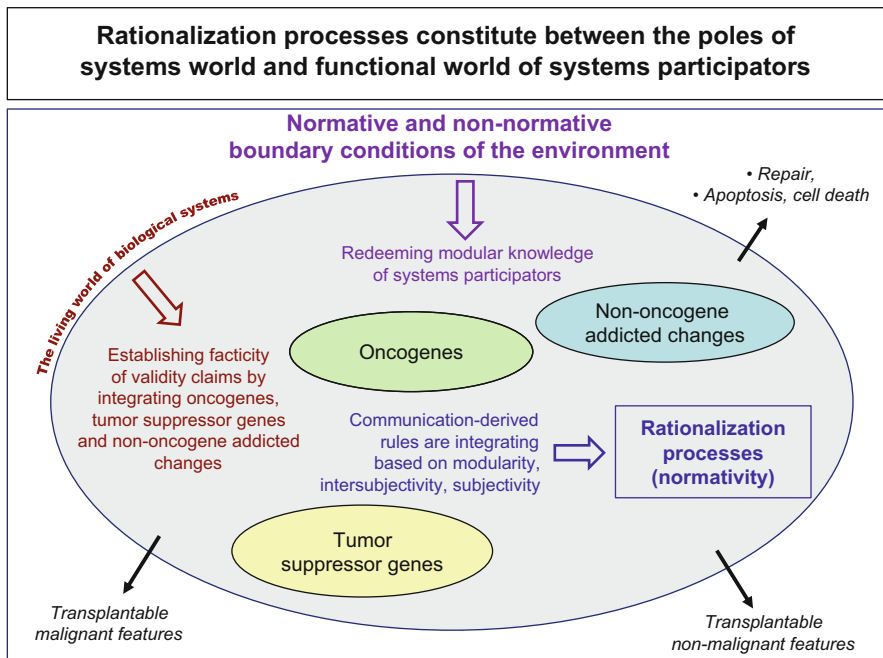 Rationalization processes constitute between the poles of
systems world and functional world of systems participators
Normative and non-normative
boundary conditions of the environment
• Repair,
• Apoptosis, cell death
The living world of biological systems
Redeeming modular knowledge
of systems participators
Non-oncogene
addicted changes
Oncogenes
Establishing facticity
of validity claims by
integrating oncogenes,
tumor suppressor genes
and non-oncogene addicted
changes
Communication-derived
rules are integrating
based on modularity,
intersubjectivity, subjectivity
Rationalization
processes
(normativity)
Tumor
suppressor genes
Transplantable
malignant features
Transplantable
non-malignant features